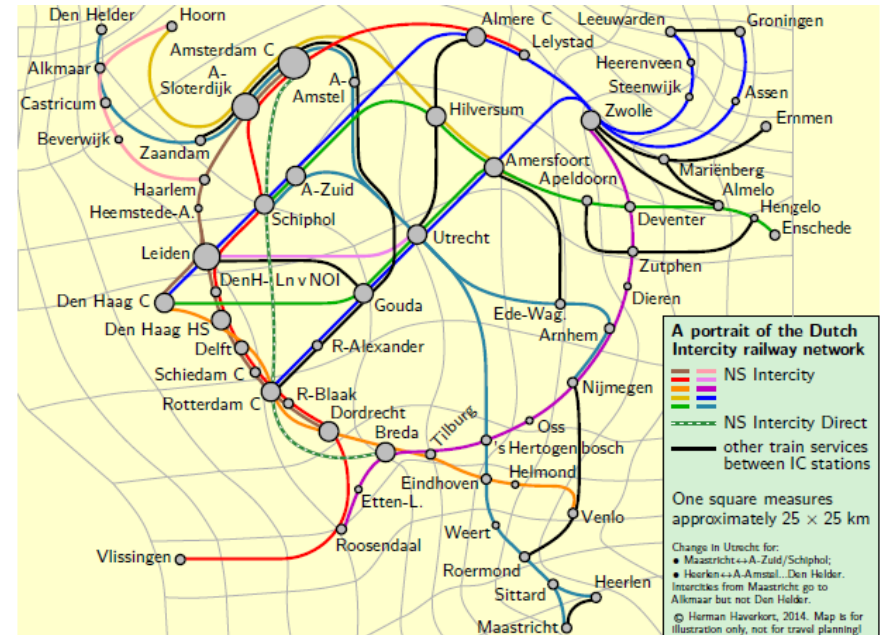 Den Helder
Hoorn
Almere C
Leeuwarden
Groningen
Amsterdam C
Lelystad
A-
Sloterdijk
A-
Amstel
Alkmaar
Heerenveen
Steenwijk
Castricum
Assen
Hilversum
Zwolle
Ernmen
Beverwijk
Zaandam
Amersfoort
Mariënberg
Haarlem
A-Zuid
Apeldoorn
Almelo
Heemstede-A.
Schiphol
Deventer
Hengelo
Enschede
Leiden
Utrecht
Zutphen
DenH- Ln v NOI
Dieren
Den Haag C
Gouda
Ede-Wag.
Arnhem
Den Haag HS
R-Alexander
Delft
Schiedam C
Rotterdam C
R-Blaak
Nijmegen
Dordrecht
Oss
Breda
Tilburg
's Hertogenbosch
Eindhoven
Helmond
Etten-L.
Venlo
Roosendaal
Weert
Vlissingen
Roermond
Sittard
Heerlen
Maastricht
A portrait of the Dutch
Intercity railway network
NS Intercity
NS Intercity Direct
other train services
between IC stations
One square measures
approximately 25 × 25 km
Change in Utrecht for:
• Maastricht↔A-Zuid/Schiphol;
• Heerlen↔A-Amstel...Den Helder.
Intercities from Maastricht go to
Alkmaar but not Den Helder.
© Herman Haverkort, 2014. Map is for
illustration only, not for travel planning!